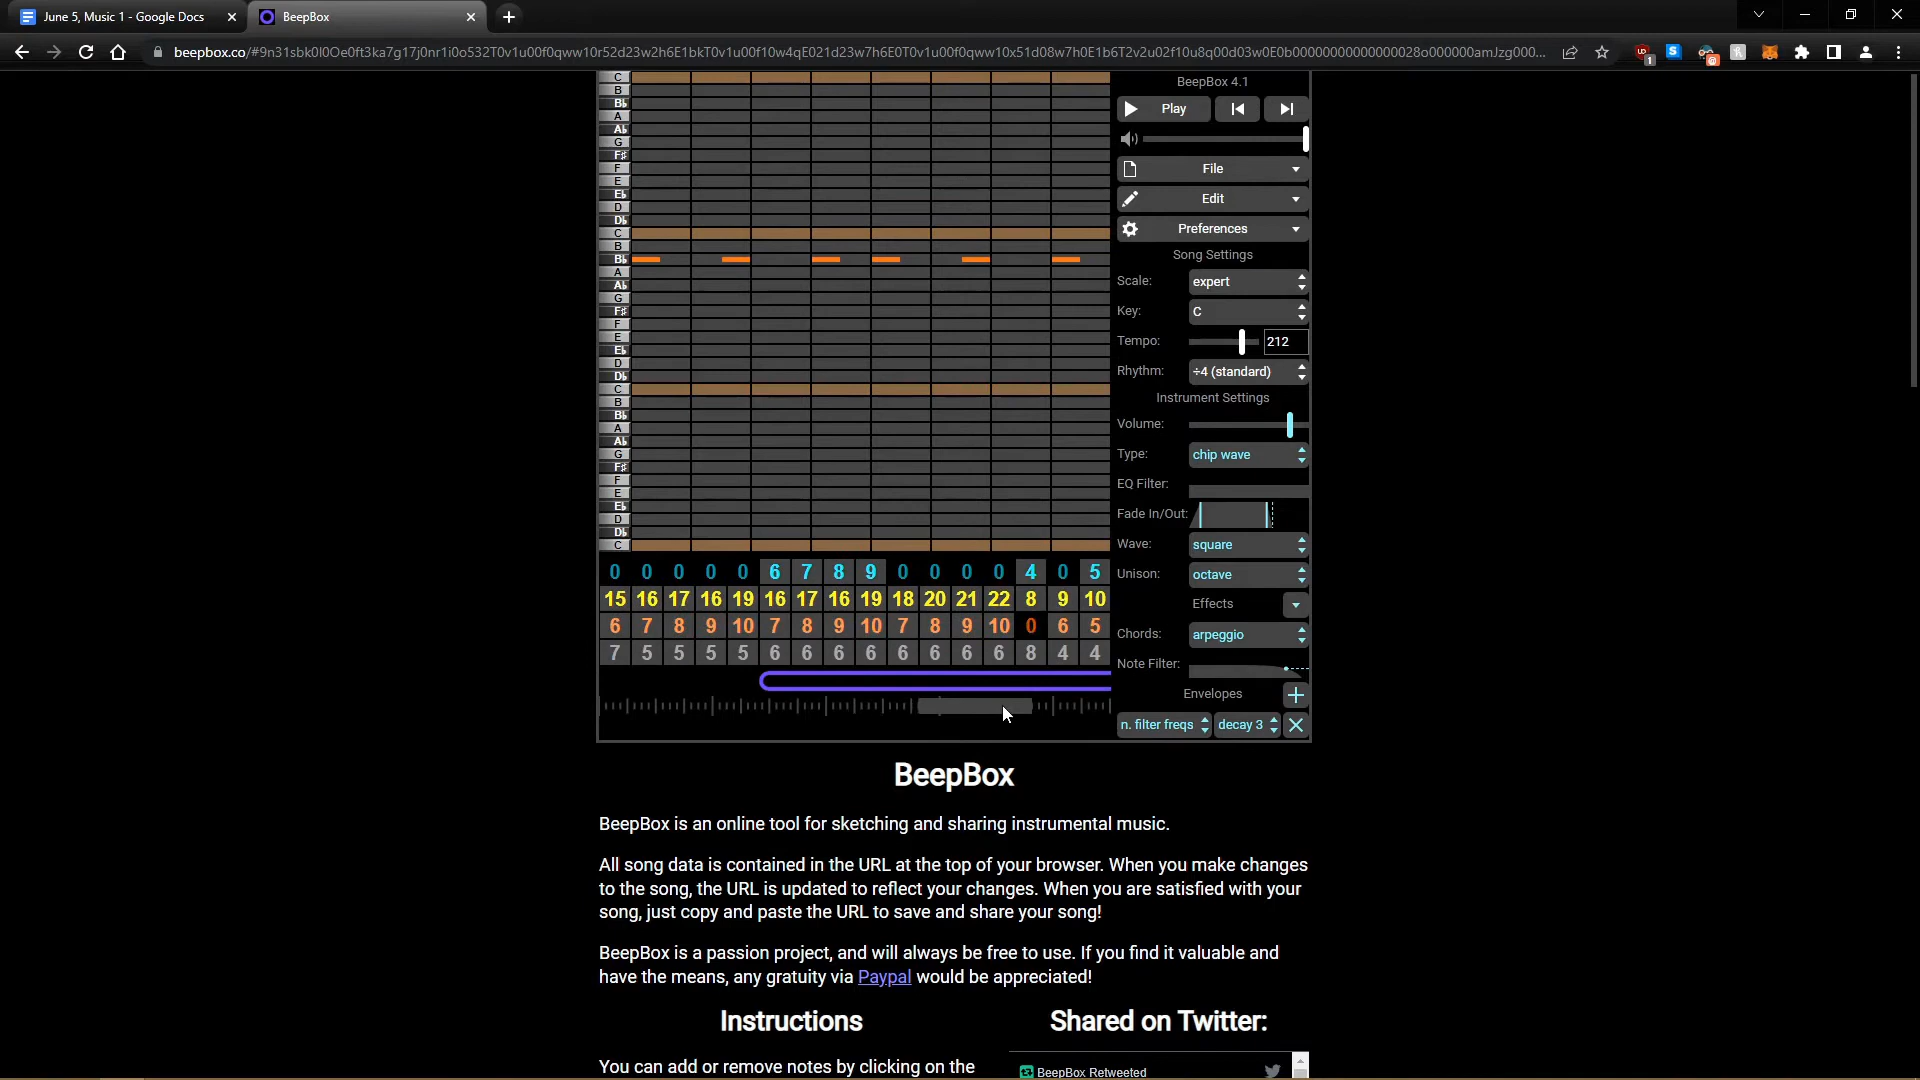 June 5, Music 1 - Google Docs
BeepBox
beepbox.co/#9n31sbk0l0Oe0ft3ka7g17j0nr1i0o532T0v1u00f0qww10r52d23w2h6E1bkT0v1u00f10w4qE021d23w7h6E0T0v1u00f0qww10x51d08w7h0E1b6T2v2u02f10u8q00d03w0E0b00000000000000028o000000amJzg000...
1
C
B
B♭
A
A♭
G
F♯
F
E
E♭
D
D♭
C
B
B♭
A
A♭
G
F♯
F
E
E♭
D
D♭
C
B
B♭
A
A♭
G
F♯
F
E
E♭
D
D♭
C
0 0 0 0 0 6 7 8 9 0 0 0 0 4 0 5
15 16 17 16 19 16 17 16 19 18 20 21 22 8 9 10
6 7 8 9 10 7 8 9 10 7 8 9 10 0 6 5
7 5 5 5 5 6 6 6 6 6 6 6 6 8 4 4
BeepBox 4.1
Play
File
Edit
Preferences
Song Settings
Scale: expert
Key: C
Tempo: 212
Rhythm: ÷4 (standard)
Instrument Settings
Volume:
Type: chip wave
EQ Filter:
Fade In/Out:
Wave: square
Unison: octave
Effects
Chords: arpeggio
Note Filter:
Envelopes
n. filter freqs decay 3
BeepBox
BeepBox is an online tool for sketching and sharing instrumental music.
All song data is contained in the URL at the top of your browser. When you make changes
to the song, the URL is updated to reflect your changes. When you are satisfied with your
song, just copy and paste the URL to save and share your song!
BeepBox is a passion project, and will always be free to use. If you find it valuable and
have the means, any gratuity via Paypal would be appreciated!
Instructions
You can add or remove notes by clicking on the
Shared on Twitter:
BeepBox Retweeted